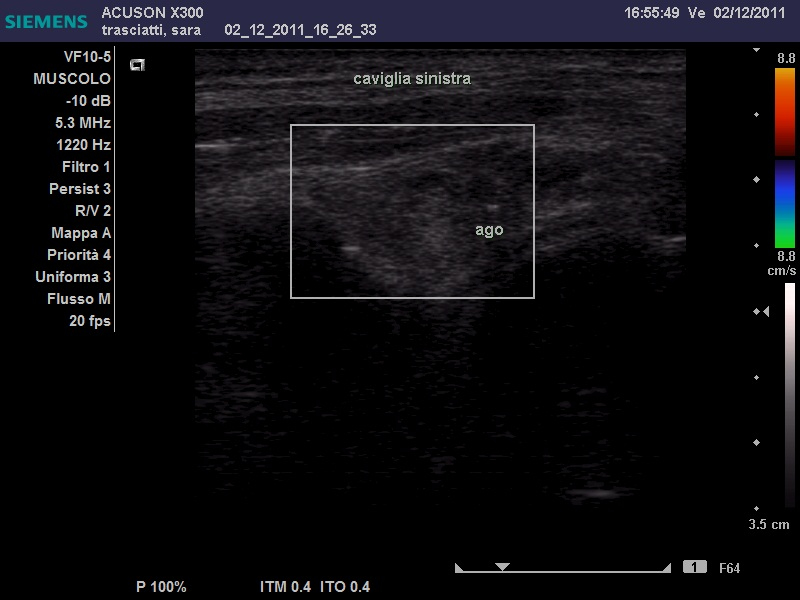 SIEMENS
ACUSON X300
trasciatti, sara
02_12_2011_16_26_33
16:55:49 Ve 02/12/2011
VF10-5
MUSCOLO
-10 dB
5.3 MHz
1220 Hz
Filtro 1
Persist 3
R/V 2
Mappa A
Priorità 4
Uniforma 3
Flusso M
20 fps
caviglia sinistra
ago
8.8
8.8
cm/s
3.5 cm
1 F64
P 100%
ITM 0.4 ITO 0.4